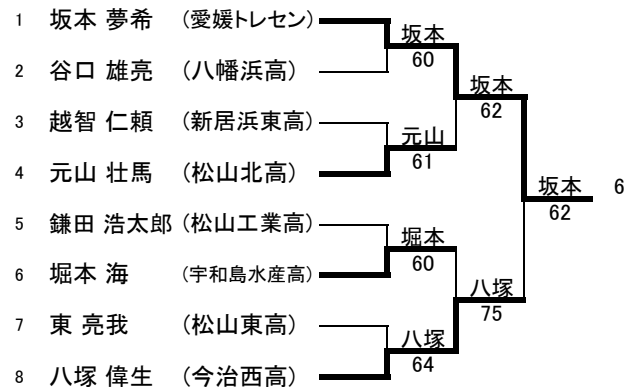 1 坂本 夢希 (愛媛トレセン)
坂本
60
2 谷口 雄亮 (八幡浜高)
坂本
62
3 越智 仁頼 (新居浜東高)
元山
61
4 元山 壮馬 (松山北高)
坂本 6
62
5 鎌田 浩太郎 (松山工業高)
堀本
60
6 堀本 海 (宇和島水産高)
八塚
75
7 東 亮我 (松山東高)
八塚
64
8 八塚 偉生 (今治西高)